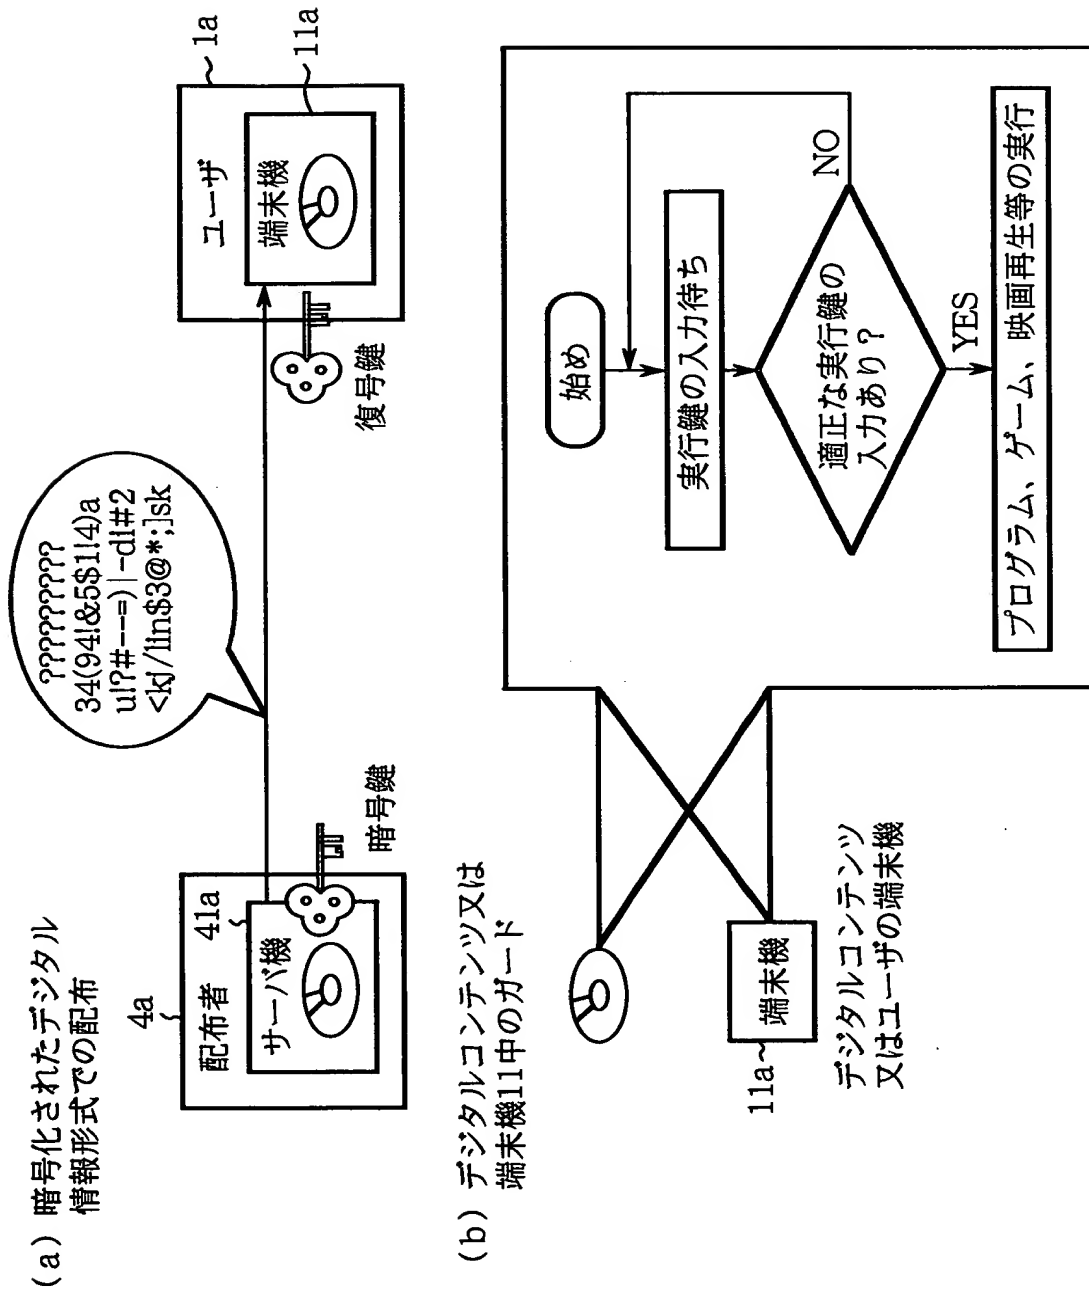 (a) 暗号化されたデジタル
情報形式での配布
4a
配布者
41a
サーバ機
暗号鍵
??????????
34(94!&5$1!4)a
u!?#--=)|-d!#2
<kj/lin$3@*;]sk
復号鍵
1a
ユーザ
端末機
11a
(b) デジタルコンテンツ又は
端末機11中のガード
11a
端末機
デジタルコンテンツ
又はユーザの端末機
始め
実行鍵の入力待ち
適正な実行鍵の
入力あり？
NO
YES
プログラム、ゲーム、映画再生等の実行